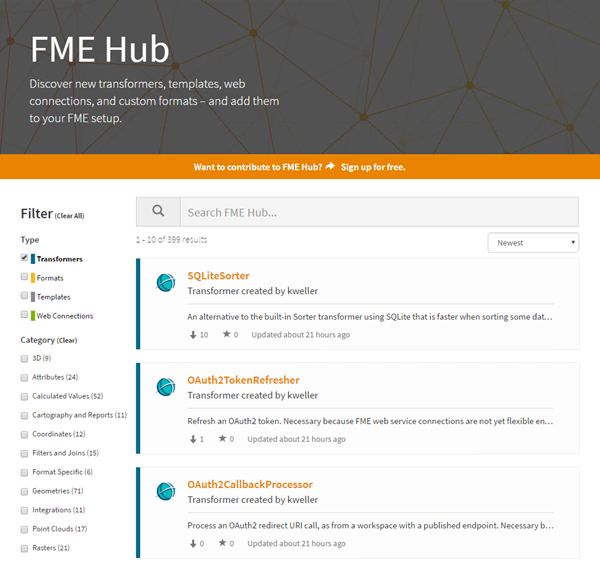 FME Hub
Discover new transformers, templates, web
connections, and custom formats – and add them
to your FME setup.
Want to contribute to FME Hub? Sign up for free.
Filter (Clear All)
Type
Transformers
Formats
Templates
Web Connections
Category (Clear)
3D (9)
Attributes (24)
Calculated Values (52)
Cartography and Reports (11)
Coordinates (12)
Filters and Joins (15)
Format Specific (6)
Geometries (71)
Integrations (11)
Point Clouds (17)
Rasters (21)
Search FME Hub...
1 - 10 of 399 results
Newest
SQLiteSorter
Transformer created by kweller
An alternative to the built-in Sorter transformer using SQLite that is faster when sorting some dat...
10 0 Updated about 21 hours ago
OAuth2TokenRefresher
Transformer created by kweller
Refresh an OAuth2 token. Necessary because FME web service connections are not yet flexible en...
1 0 Updated about 21 hours ago
OAuth2CallbackProcessor
Transformer created by kweller
Process an OAuth2 redirect URI call, as from a workspace with a published endpoint. Necessary b...
0 0 Updated about 21 hours ago